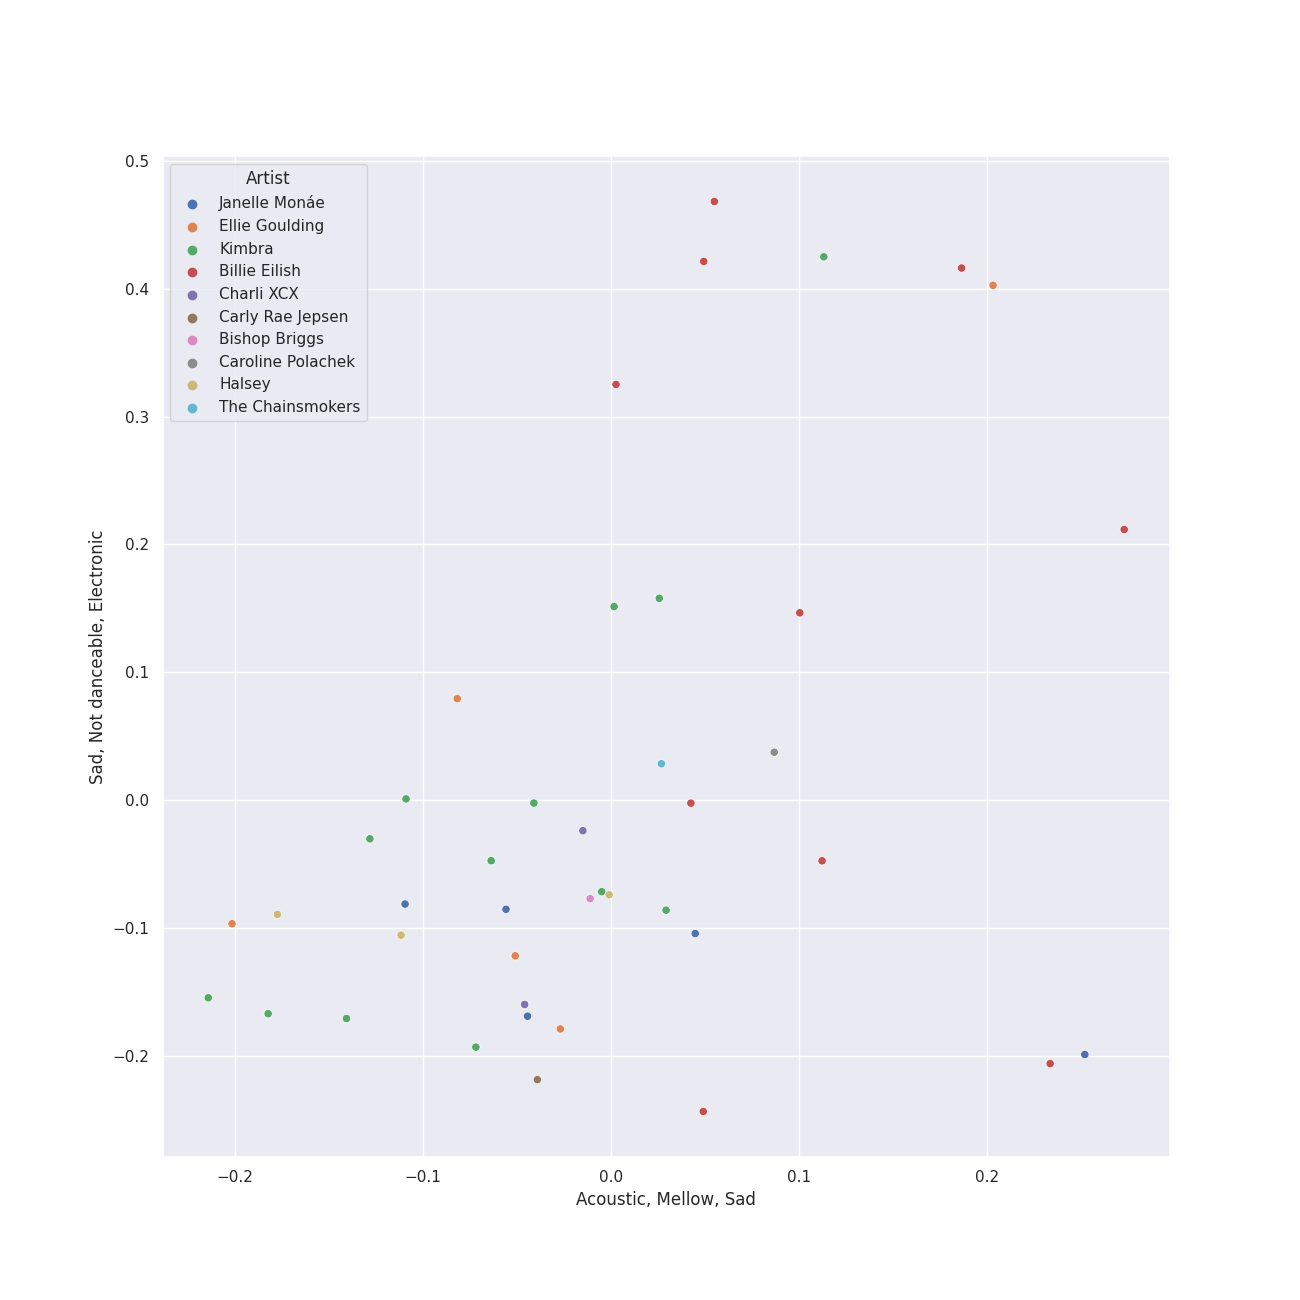 Artist
Janelle Monáe
Ellie Goulding
Kimbra
Billie Eilish
Charli XCX
Carly Rae Jepsen
Bishop Briggs
Caroline Polachek
Halsey
The Chainsmokers
0.5
0.4
0.3
0.2
0.1
0.0
−0.1
−0.2
Sad, Not danceable, Electronic
−0.2 −0.1 0.0 0.1 0.2
Acoustic, Mellow, Sad